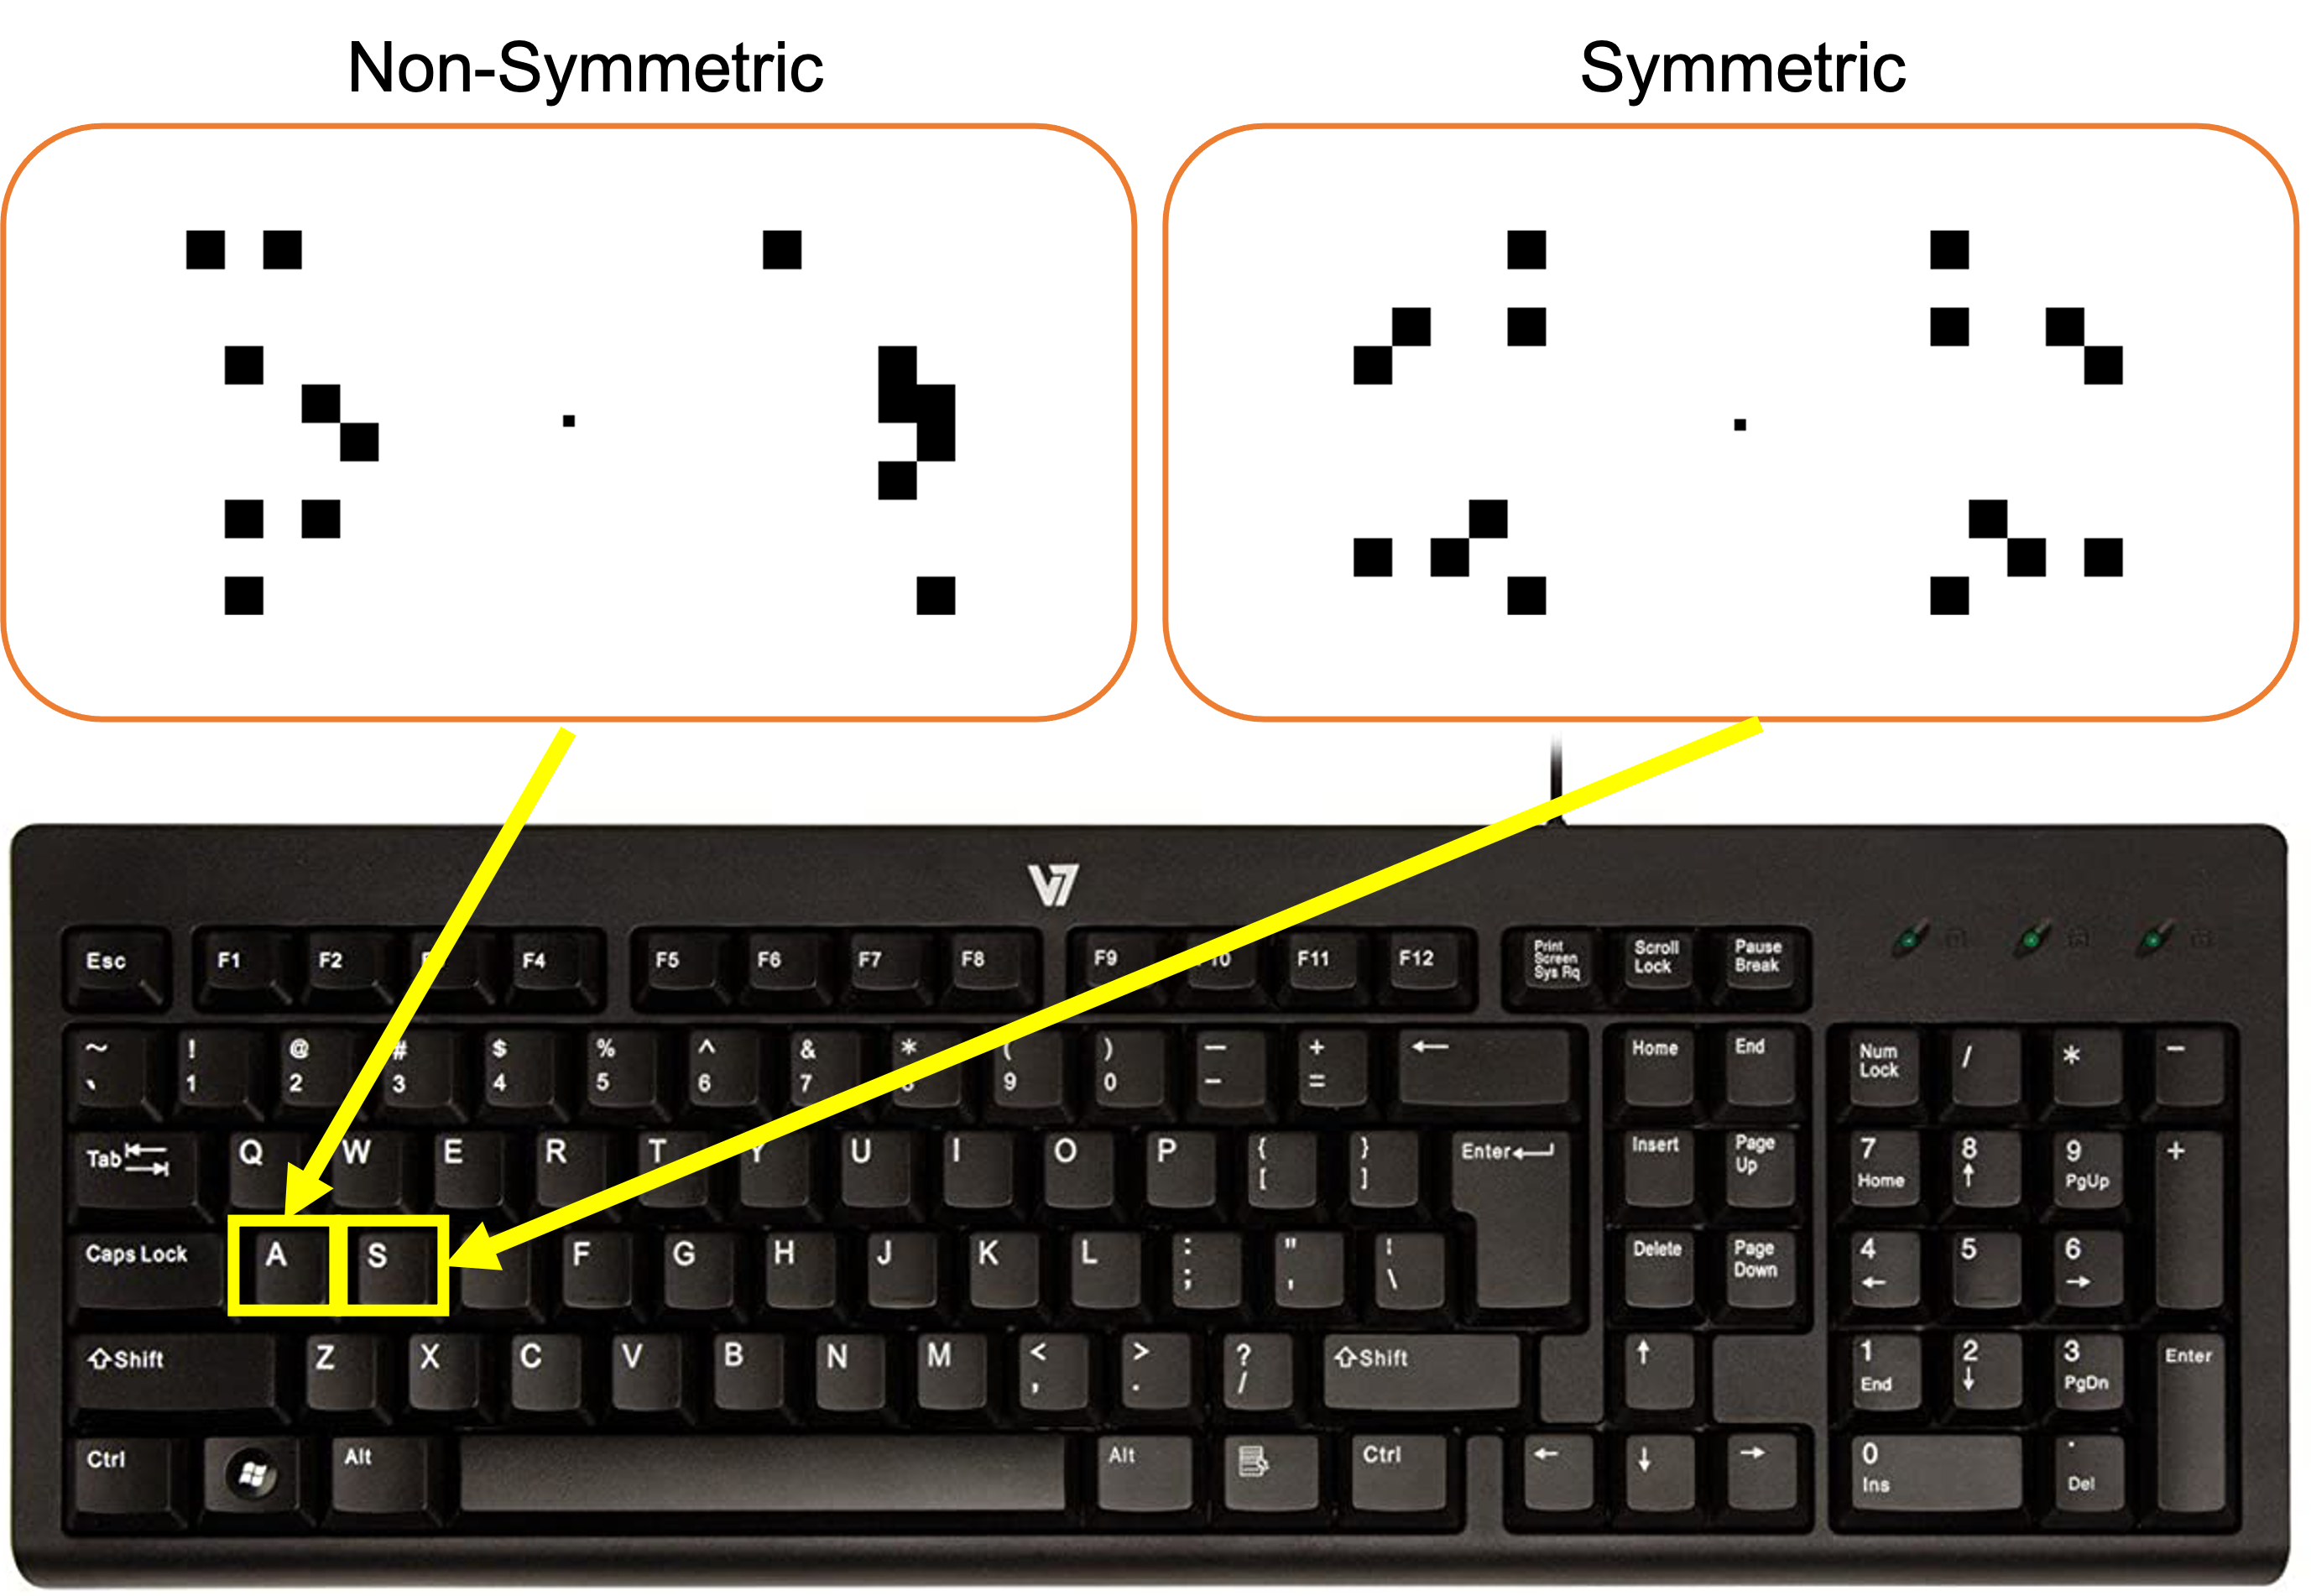 Non-Symmetric Symmetric
V7
Esc F1 F2 F4 F5 F6 F7 F8 F9 F11 F12 Print Screen Sys Rq Scroll Lock Pause Break
~ ` ! 1 @ 2 # 3 $ 4 % 5 ^ 6 & 7 * ( 9 ) 0 — – + = ← Home End Num Lock / * –
Tab Q W E R T Y U I O P { [ } ] Enter Insert Page Up 7 Home 8 ↑ 9 PgUp +
Caps Lock A S F G H J K L : ; " ' ¦ \ Delete Page Down 4 ← 5 6 →
⇧Shift Z X C V B N M < , > . ? / ⇧Shift ↑ 1 End 2 ↓ 3 PgDn Enter
Ctrl Alt Alt Ctrl ← ↓ → 0 Ins . Del